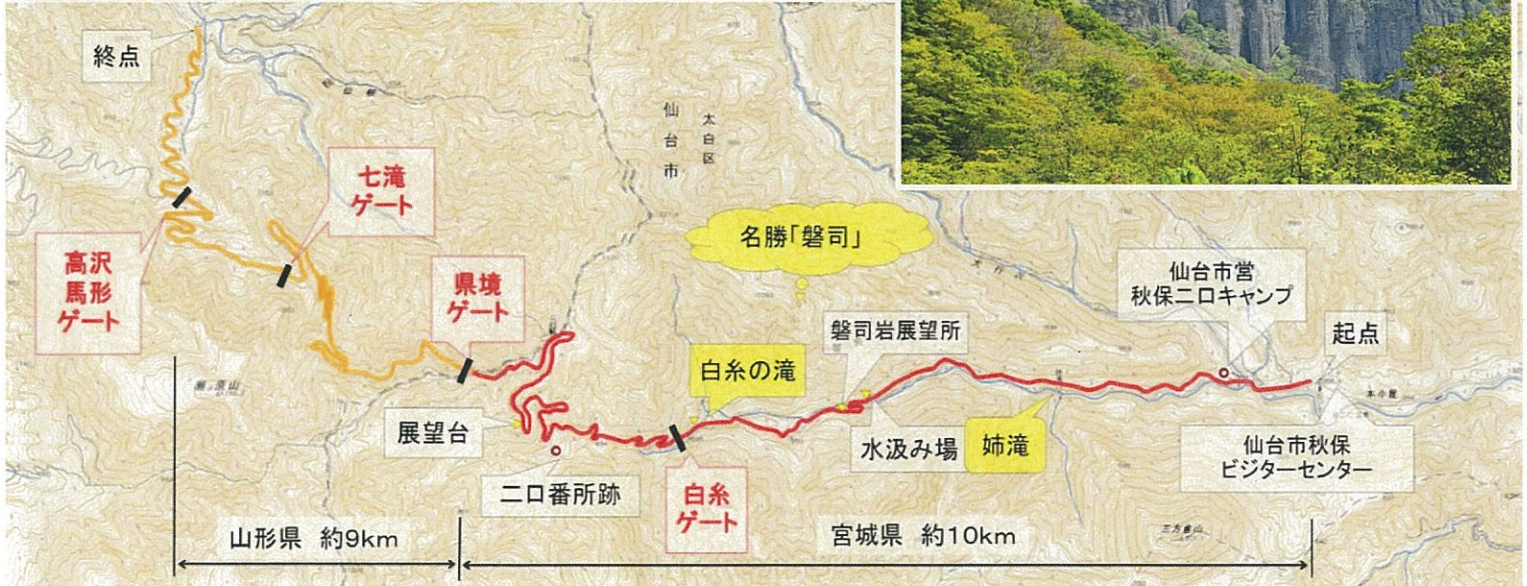 終点
仙台市
太白区
七滝
ゲート
名勝「磐司」
高沢
馬形
ゲート
県境
ゲート
仙台市営
秋保二口キャンプ
磐司岩展望所
起点
白糸の滝
本小屋
展望台
水汲み場
姉滝
仙台市秋保
ビジターセンター
二口番所跡
白糸
ゲート
山形県 約9km
宮城県 約10km